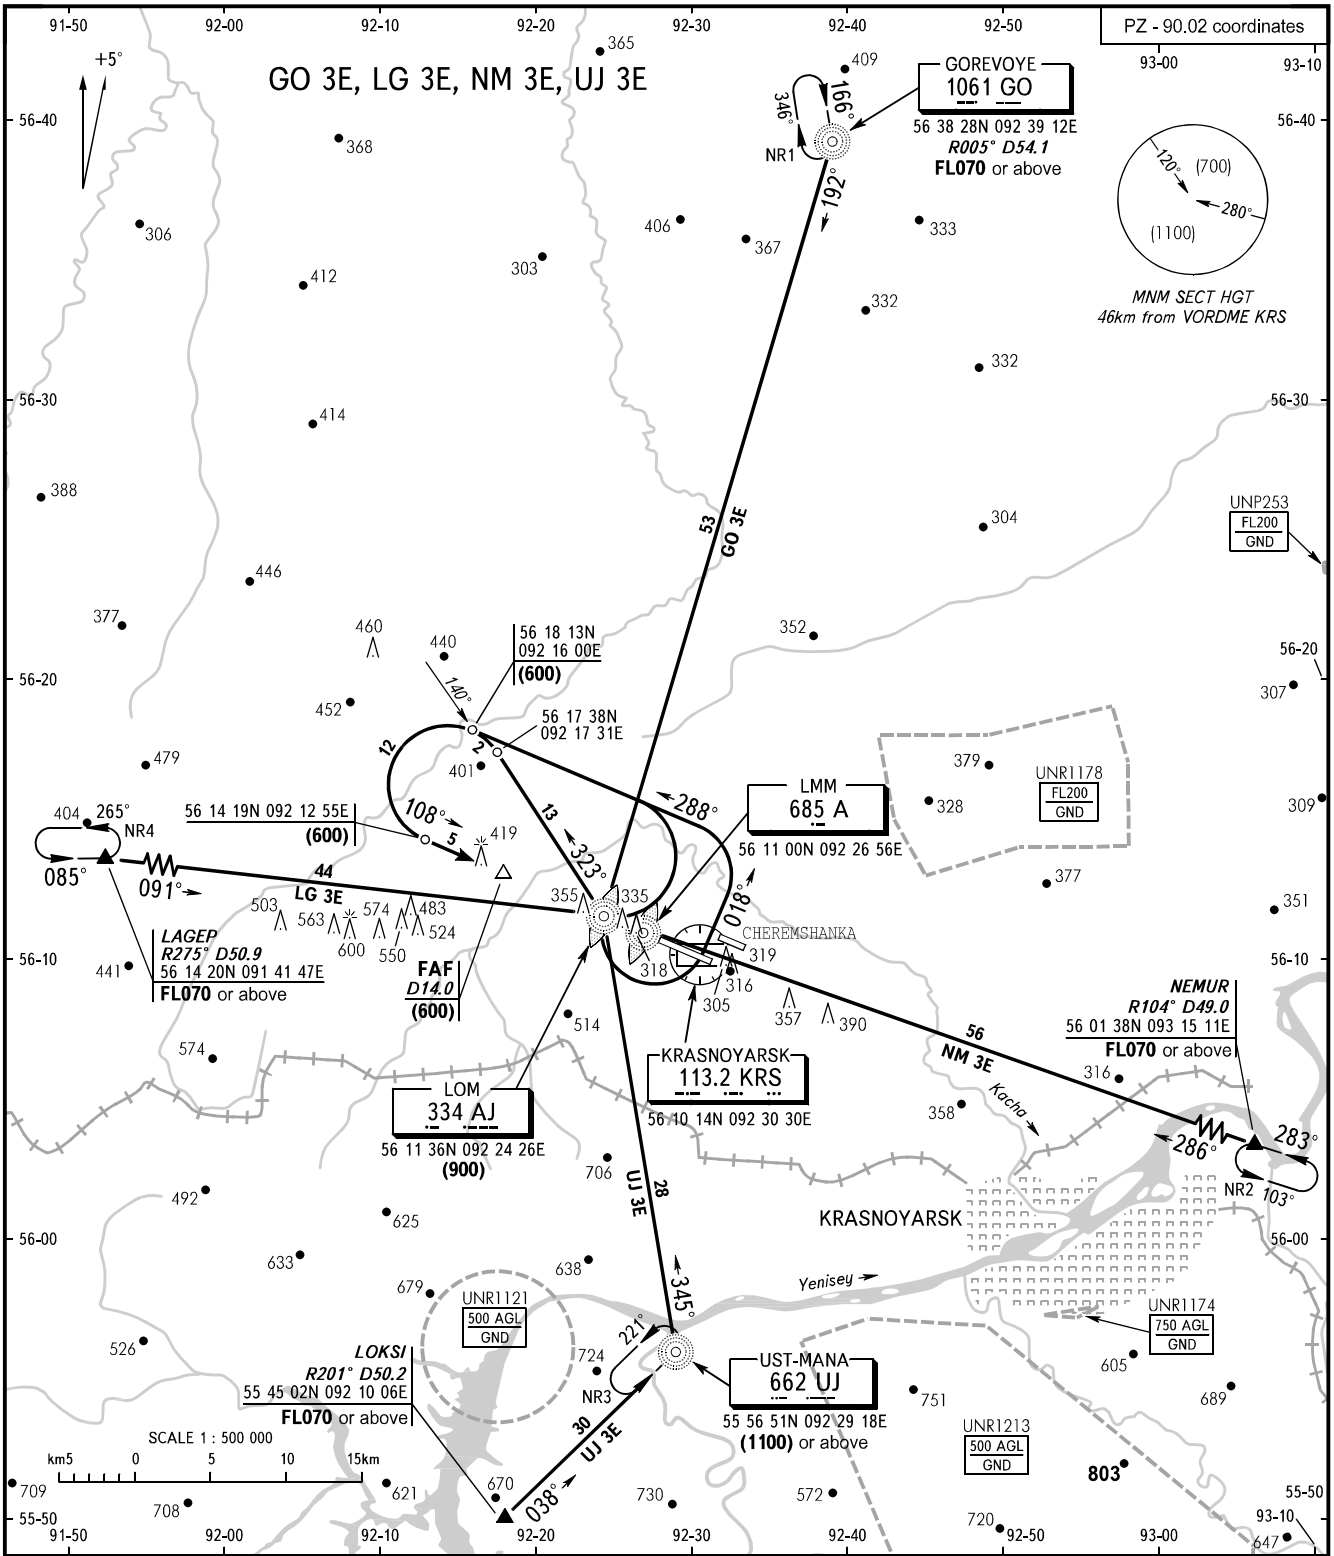 91-50 92-00 92-10 92-20 92-30 92-40 92-50
PZ - 90.02 coordinates
93-00 93-10
+5°
GO 3E, LG 3E, NM 3E, UJ 3E
365
409
GOREVOYE
1061 GO
56 38 28N 092 39 12E
R005° D54.1
FL070 or above
346°
166°
NR1
192°
56-40
56-40
368
120°
(700)
280°
(1100)
MNM SECT HGT
46km from VORDME KRS
306
406
367
333
303
412
332
332
56-30
56-30
414
388
53
GO 3E
304
UNP253
FL200
GND
446
377
460
440
56 18 13N
092 16 00E
(600)
352
56-20
56-20
307
140°
452
56 17 38N
092 17 31E
12
2
401
479
379
UNR1178
FL200
GND
328
309
LMM
685 A
56 11 00N 092 26 56E
288°
404
265°
NR4
56 14 19N 092 12 55E
(600)
108°
5
419
13
323°
085°
091°
44
LG 3E
377
351
503
563
600
574
550
483
524
355
335
018°
CHEREMSHANKA
319
318
316
305
LAGEP
R275° D50.9
56 14 20N 091 41 47E
FL070 or above
441
FAF
D14.0
(600)
56-10
56-10
357
390
NEMUR
R104° D49.0
56 01 38N 093 15 11E
FL070 or above
514
56
NM 3E
574
KRASNOYARSK
113.2 KRS
56 10 14N 092 30 30E
316
LOM
334 AJ
56 11 36N 092 24 26E
(900)
358
Kacha
286°
283°
NR2
103°
706
28
UJ 3E
492
625
KRASNOYARSK
56-00
56-00
633
638
679
345°
Yenisey
UNR1121
500 AGL
GND
UNR1174
750 AGL
GND
221°
526
LOKSI
R201° D50.2
55 45 02N 092 10 06E
FL070 or above
724
NR3
UST-MANA
662 UJ
55 56 51N 092 29 18E
(1100) or above
605
751
689
UNR1213
500 AGL
GND
30
UJ 3E
SCALE 1 : 500 000
km5 0 5 10 15km
803
709
708
621
670
038°
730
572
720
55-50
93-10
647
55-50
91-50 92-00 92-10 92-20 92-30 92-40 92-50 93-00